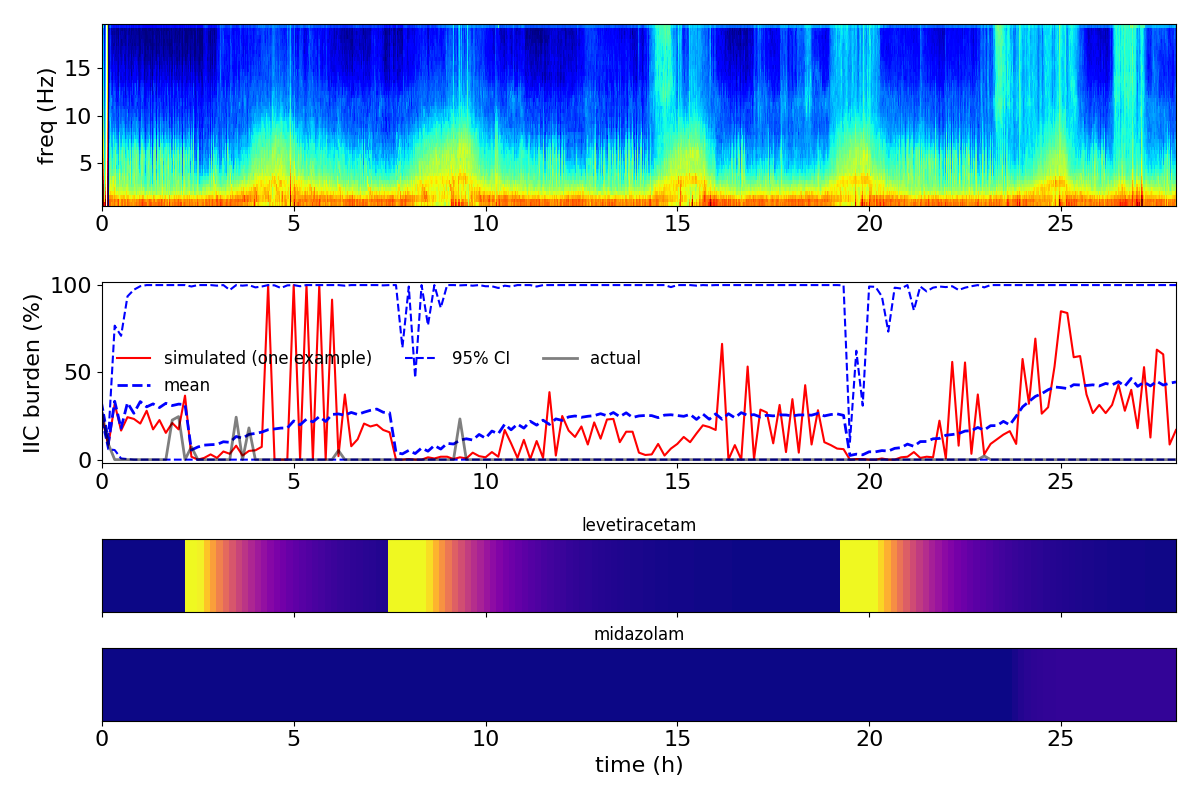 freq (Hz)
15
10
5
0 5 10 15 20 25
IIC burden (%)
100
50
0
simulated (one example) 95% CI actual
mean
0 5 10 15 20 25
levetiracetam
midazolam
0 5 10 15 20 25
time (h)